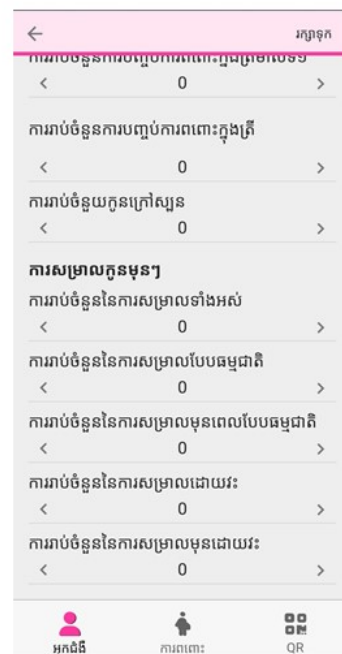 រក្សាទុក
0
ការរាប់ចំនួនការបញ្ចប់ការពពោះក្នុងត្រី
0
ការរាប់ចំនួយកូនក្រៅស្បូន
0
ការសម្រាលកូនមុនៗ
ការរាប់ចំនួននៃការសម្រាលទាំងអស់
0
ការរាប់ចំនួននៃការសម្រាលបែបធម្មជាតិ
0
ការរាប់ចំនួននៃការសម្រាលមុនពេលបែបធម្មជាតិ
0
ការរាប់ចំនួននៃការសម្រាលដោយវះ
0
ការរាប់ចំនួននៃការសម្រាលមុនដោយវះ
0
អ្នកជំងឺ ការពពោះ QR